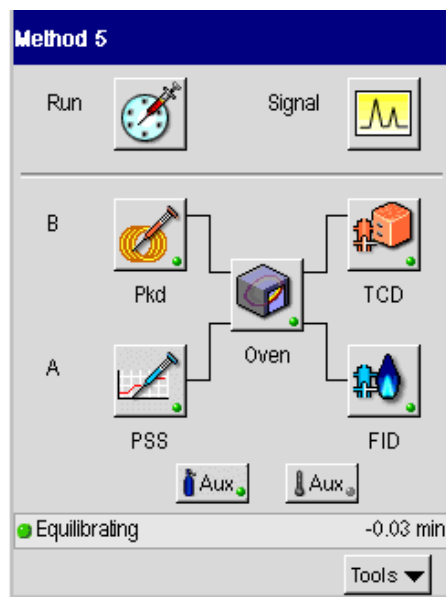 Method 5
Run
Signal
B
Pkd
TCD
Oven
A
PSS
FID
Aux
Aux
Equilibrating -0.03 min
Tools